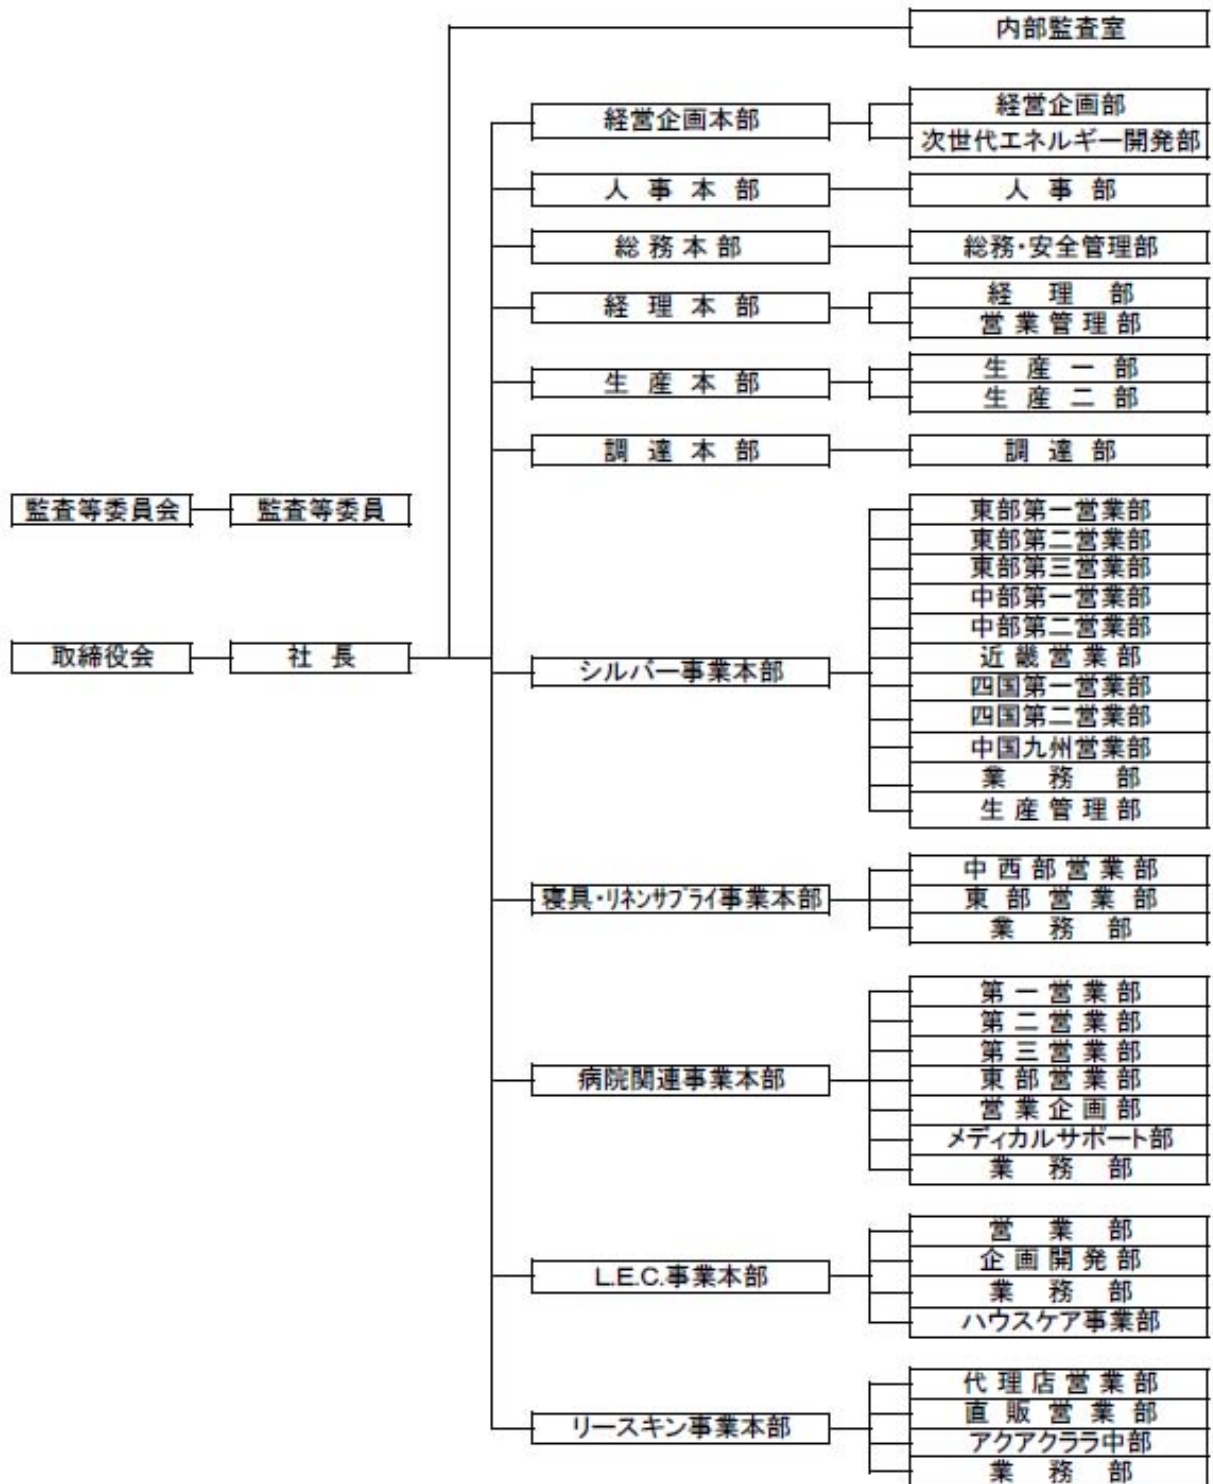 内部監査室
経営企画本部
経営企画部
次世代エネルギー開発部
人事本部
人事部
総務本部
総務・安全管理部
経理本部
経理部
営業管理部
生産本部
生産一部
生産二部
調達本部
調達部
監査等委員会
監査等委員
取締役会
社長
シルバー事業本部
東部第一営業部
東部第二営業部
東部第三営業部
中部第一営業部
中部第二営業部
近畿営業部
四国第一営業部
四国第二営業部
中国九州営業部
業務部
生産管理部
寝具・リネンサプライ事業本部
中西部営業部
東部営業部
業務部
病院関連事業本部
第一営業部
第二営業部
第三営業部
東部営業部
営業企画部
メディカルサポート部
業務部
L.E.C.事業本部
営業部
企画開発部
業務部
ハウスケア事業部
リースキン事業本部
代理店営業部
直販営業部
アクアクララ中部
業務部